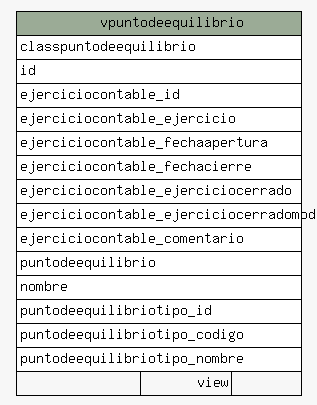 vpuntodeequilibrio
classpuntodeequilibrio
id
ejerciciocontable_id
ejerciciocontable_ejercicio
ejerciciocontable_fechaapertura
ejerciciocontable_fechacierre
ejerciciocontable_ejerciciocerrado
ejerciciocontable_ejerciciocerradomod
ejerciciocontable_comentario
puntodeequilibrio
nombre
puntodeequilibriotipo_id
puntodeequilibriotipo_codigo
puntodeequilibriotipo_nombre
view